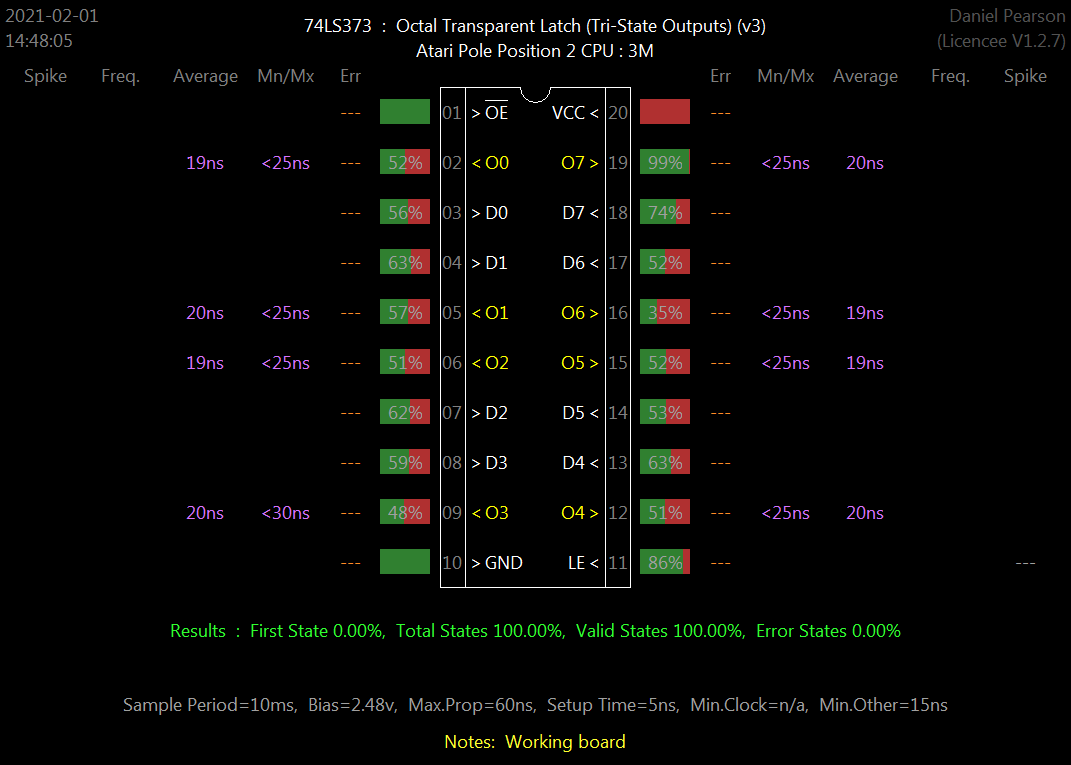 2021-02-01
14:48:05
74LS373 : Octal Transparent Latch (Tri-State Outputs) (v3)
Atari Pole Position 2 CPU : 3M
Daniel Pearson
(Licencee V1.2.7)
Spike Freq. Average Mn/Mx Err Err Mn/Mx Average Freq. Spike
--- 01 > OE VCC < 20 ---
19ns <25ns --- 52% 02 < O0 O7 > 19 99% --- <25ns 20ns
--- 56% 03 > D0 D7 < 18 74% ---
--- 63% 04 > D1 D6 < 17 52% ---
20ns <25ns --- 57% 05 < O1 O6 > 16 35% --- <25ns 19ns
19ns <25ns --- 51% 06 < O2 O5 > 15 52% --- <25ns 19ns
--- 62% 07 > D2 D5 < 14 53% ---
--- 59% 08 > D3 D4 < 13 63% ---
20ns <30ns --- 48% 09 < O3 O4 > 12 51% --- <25ns 20ns
--- 10 > GND LE < 11 86% --- ---
Results : First State 0.00%, Total States 100.00%, Valid States 100.00%, Error States 0.00%
Sample Period=10ms, Bias=2.48v, Max.Prop=60ns, Setup Time=5ns, Min.Clock=n/a, Min.Other=15ns
Notes: Working board